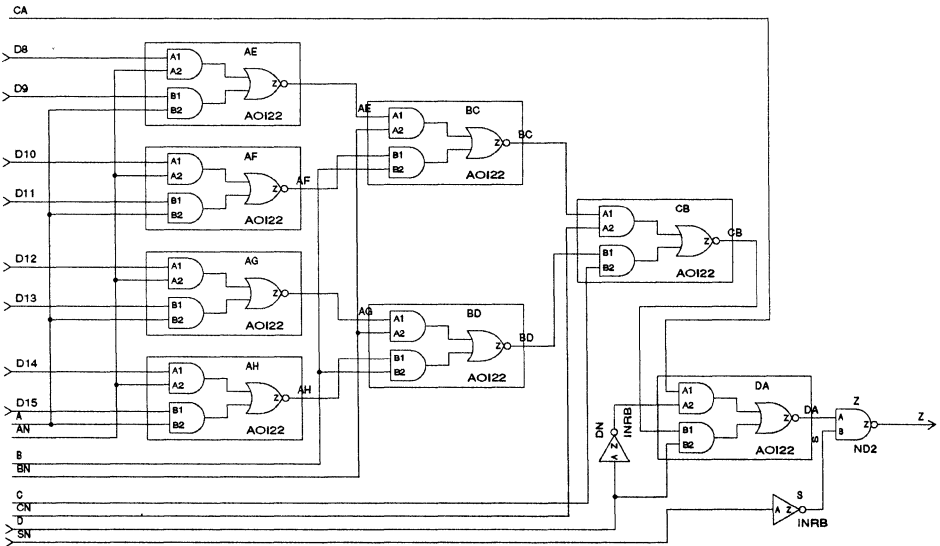 CA
D8
AE
A1
A2
Z
D9
B1
B2
AOI22
AE
BC
A1
A2
Z
BC
B1
B2
AOI22
D10
AF
A1
A2
Z
AF
D11
B1
B2
AOI22
CB
A1
A2
Z
CB
B1
B2
AOI22
D12
AG
A1
A2
Z
D13
B1
B2
AOI22
AG
BD
A1
A2
Z
BD
B1
B2
AOI22
D14
AH
A1
A2
Z
AH
D15
B1
B2
AOI22
A
AN
DA
A1
A2
Z
DA
B1
B2
AOI22
DN
INRB
Z
A
S
Z
A
B
Z
Z
ND2
B
BN
C
CN
D
SN
S
A
Z
INRB